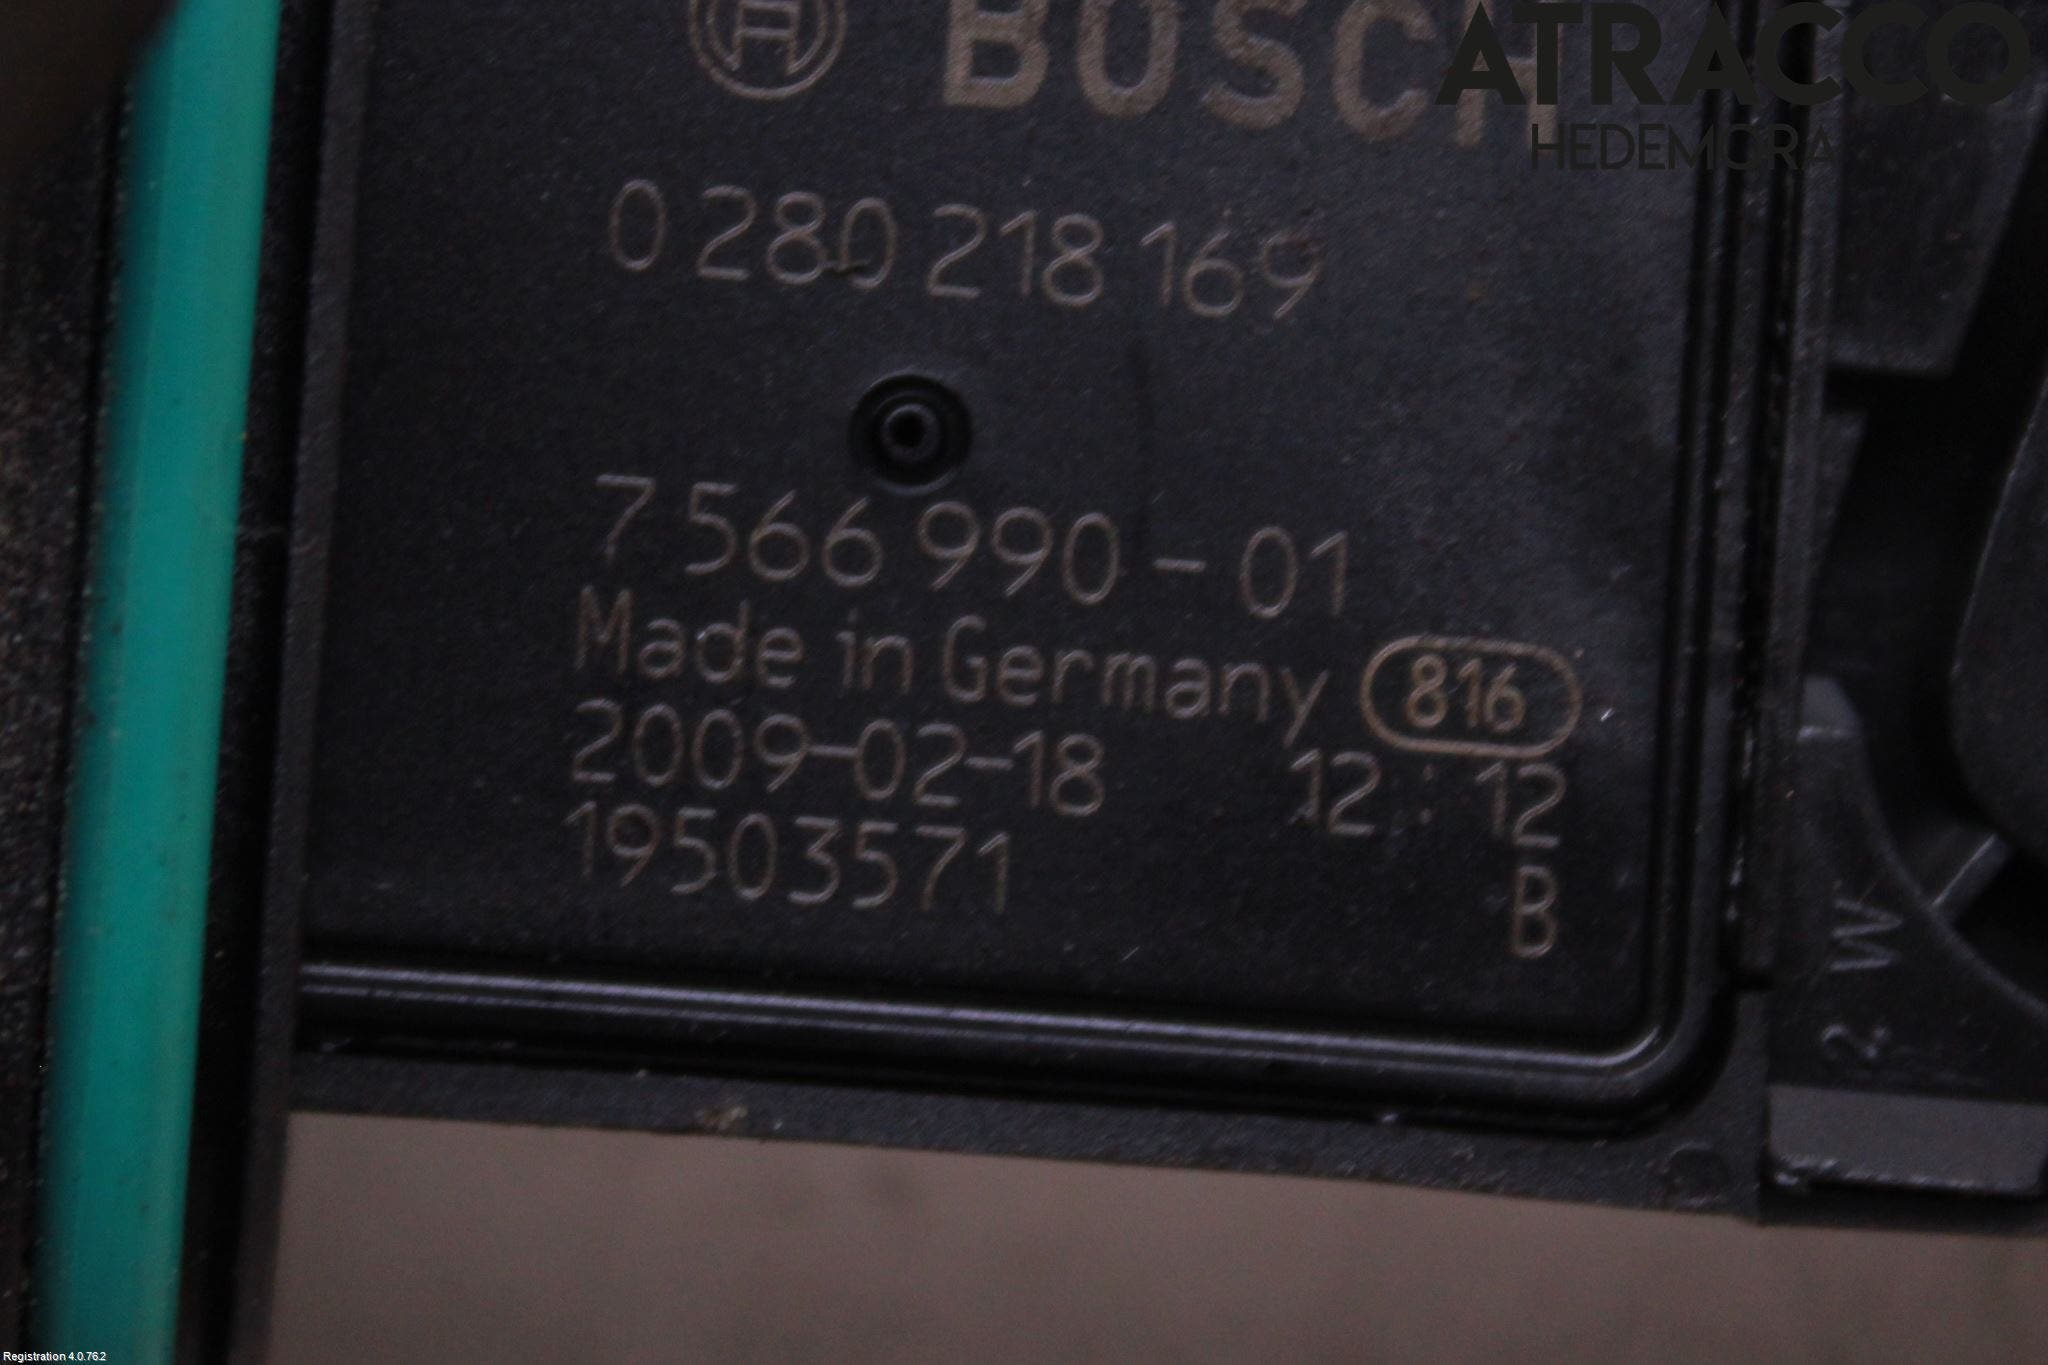 BOSCH
ATRACCO
HEDEMORA
0 280 218 169
7 566 990 - 01
Made in Germany 816
2009-02-18 12 : 12
19503571
B
M
2
Registration 4.0.76.2